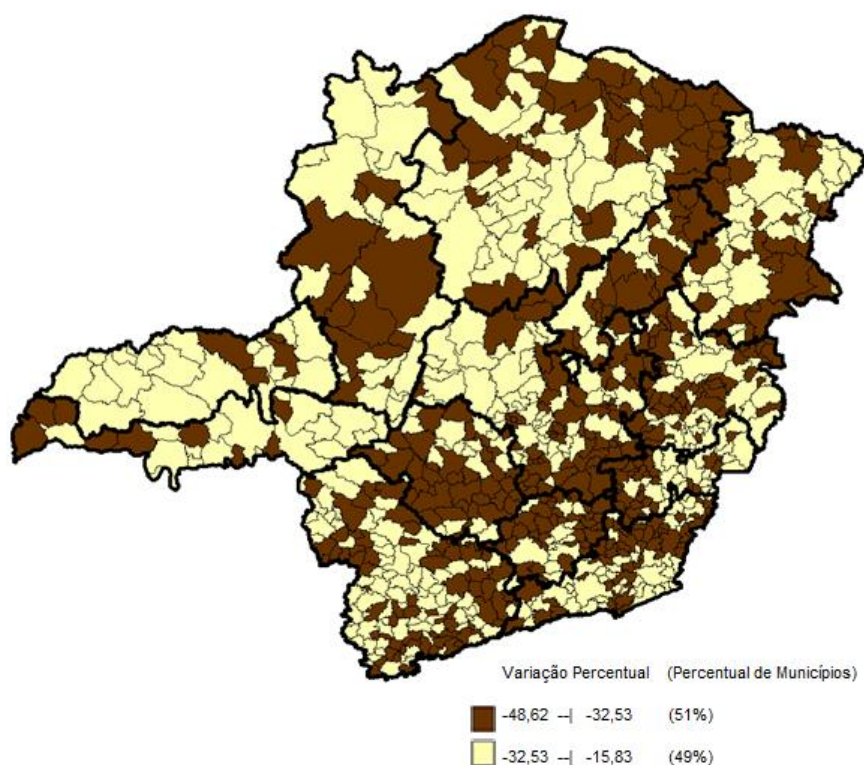 Variação Percentual (Percentual de Municípios)
-48,62 --| -32,53 (51%)
-32,53 --| -15,83 (49%)